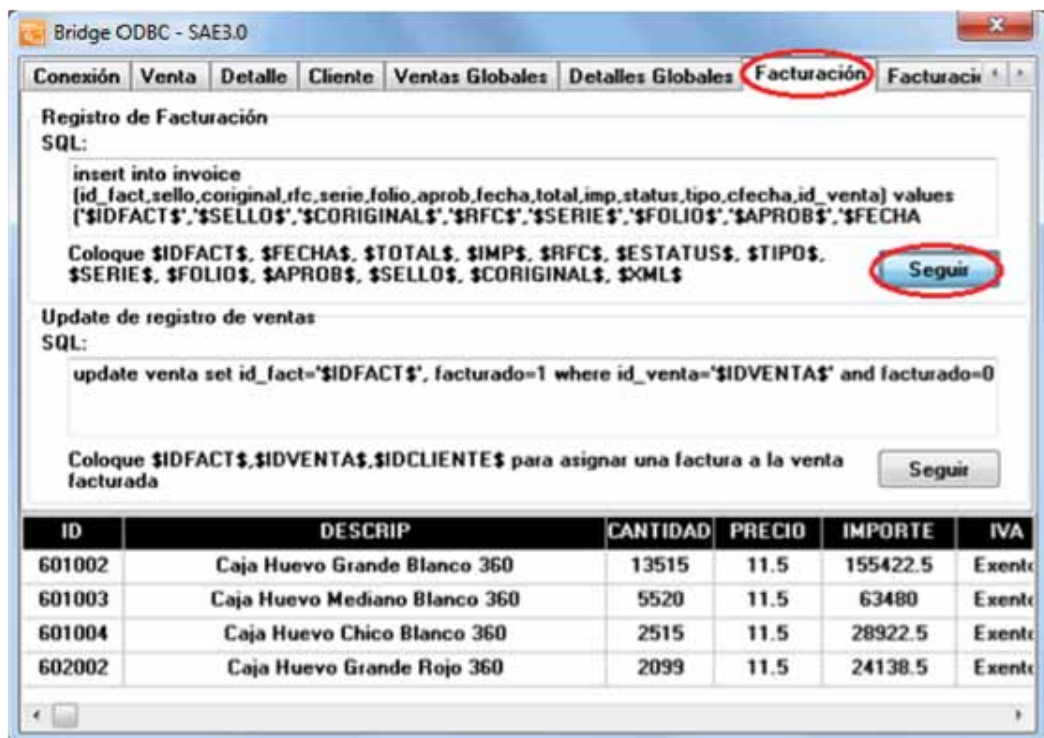 Bridge ODBC - SAE3.0
Conexión Venta Detalle Cliente Ventas Globales Detalles Globales Facturación Facturació
Registro de Facturación
SQL:
insert into invoice
(id_fact,sello,coriginal,rfc,serie,folio,aprob,fecha,total,imp,status,tipo,cfecha,id_venta) values
('$IDFACT$','$SELLO$','$CORIGINAL$','$RFC$','$SERIE$','$FOLIO$','$APROB$','$FECHA
Coloque $IDFACT$, $FECHA$, $TOTAL$, $IMP$, $RFC$, $ESTATUS$, $TIPO$,
$SERIE$, $FOLIO$, $APROB$, $SELLO$, $CORIGINAL$, $XML$
Seguir
Update de registro de ventas
SQL:
update venta set id_fact='$IDFACT$', facturado=1 where id_venta='$IDVENTA$' and facturado=0
Coloque $IDFACT$,$IDVENTA$,$IDCLIENTE$ para asignar una factura a la venta
facturada
Seguir
ID DESCRIP CANTIDAD PRECIO IMPORTE IVA
601002 Caja Huevo Grande Blanco 360 13515 11.5 155422.5 Exento
601003 Caja Huevo Mediano Blanco 360 5520 11.5 63480 Exento
601004 Caja Huevo Chico Blanco 360 2515 11.5 28922.5 Exento
602002 Caja Huevo Grande Rojo 360 2099 11.5 24138.5 Exento